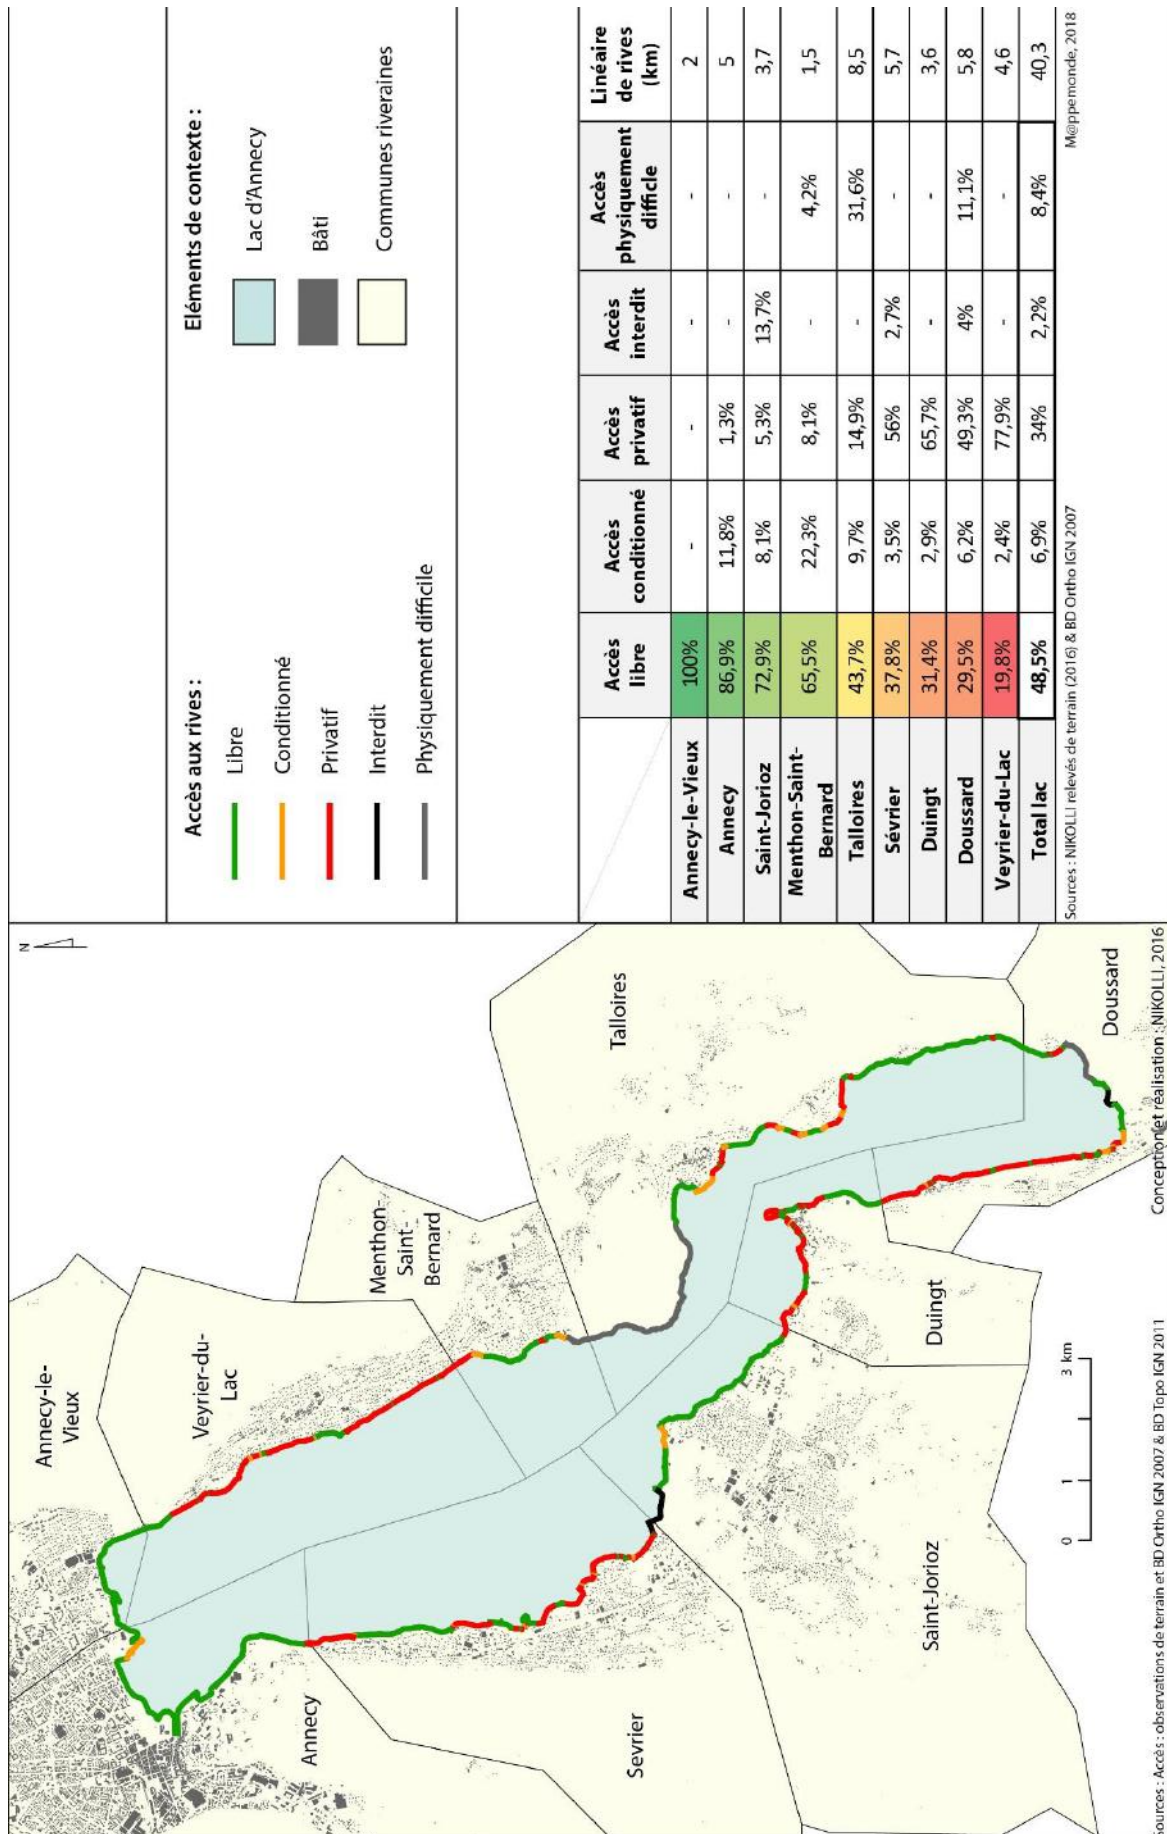 N
Annecy-le-
Vieux
Veyrier-du-
Lac
Menthon-
Saint-
Bernard
Talloires
Annecy
Sevrier
Saint-Jorioz
Duingt
Doussard
0 1 3 km
Sources : Accès : observations de terrain et BD Ortho IGN 2007 & BD Topo IGN 2011
Conception et réalisation : NIKOLLI, 2016
Accès aux rives :
Libre
Conditionné
Privatif
Interdit
Physiquement difficile
Eléments de contexte :
Lac d'Annecy
Bâti
Communes riveraines
Accès
libre
Accès
conditionné
Accès
privatif
Accès
interdit
Accès
physiquement
difficile
Linéaire
de rives
(km)
Annecy-le-Vieux 100% - - - - 2
Annecy 86,9% 11,8% 1,3% - - 5
Saint-Jorioz 72,9% 8,1% 5,3% 13,7% - 3,7
Menthon-Saint-
Bernard 65,5% 22,3% 8,1% - 4,2% 1,5
Talloires 43,7% 9,7% 14,9% - 31,6% 8,5
Sévrier 37,8% 3,5% 56% 2,7% - 5,7
Duingt 31,4% 2,9% 65,7% - - 3,6
Doussard 29,5% 6,2% 49,3% 4% 11,1% 5,8
Veyrier-du-Lac 19,8% 2,4% 77,9% - - 4,6
Total lac 48,5% 6,9% 34% 2,2% 8,4% 40,3
Sources : NIKOLLI relevés de terrain (2016) & BD Ortho IGN 2007
M@ppemonde, 2018